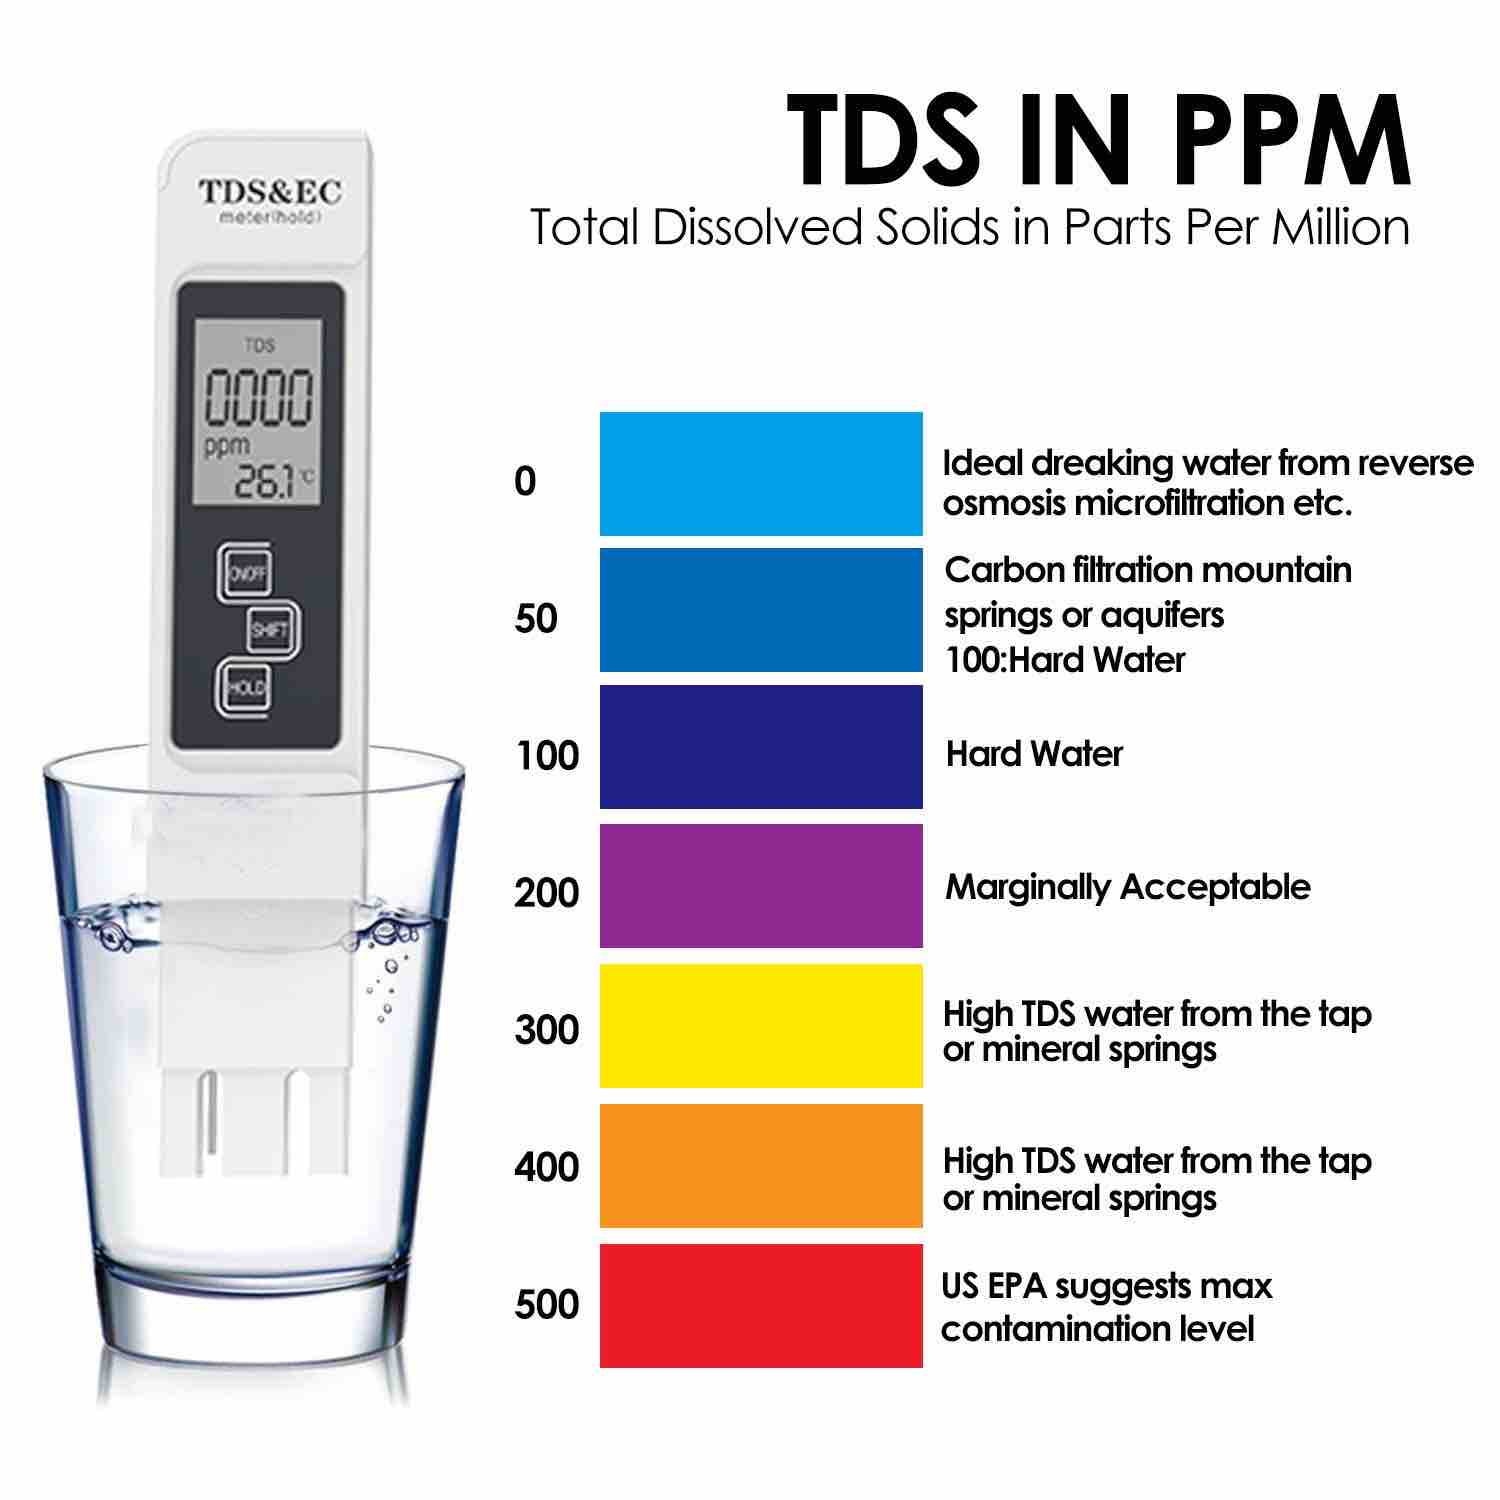 TDS IN PPM
Total Dissolved Solids in Parts Per Million
TDS&EC
meter(hold)
TDS
0000
ppm
26.1 °C
ON/OFF
SHIFT
HOLD
0
Ideal dreaking water from reverse
osmosis microfiltration etc.
50
Carbon filtration mountain
springs or aquifers
100:Hard Water
100
Hard Water
200
Marginally Acceptable
300
High TDS water from the tap
or mineral springs
400
High TDS water from the tap
or mineral springs
500
US EPA suggests max
contamination level